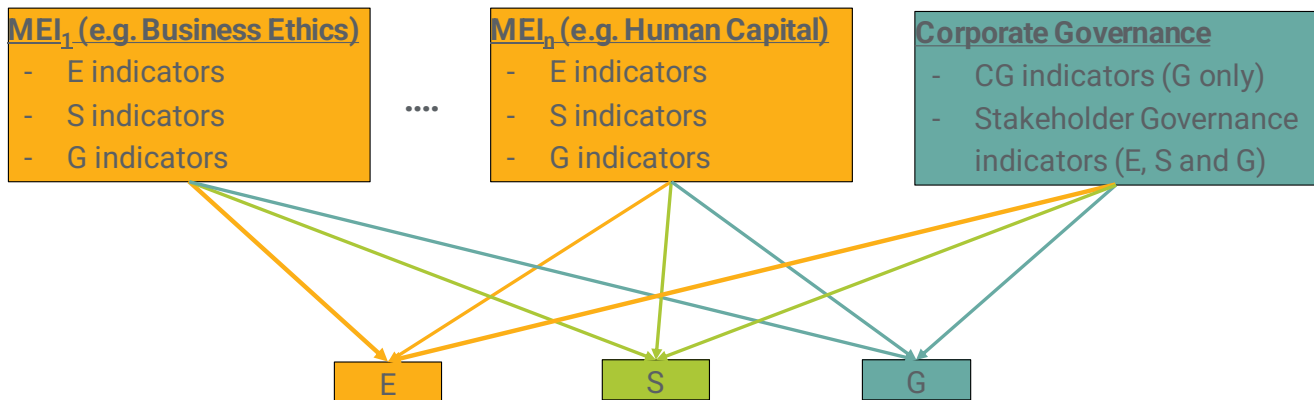 MEI1 (e.g. Business Ethics)
- E indicators
- S indicators
- G indicators
....
MEIn (e.g. Human Capital)
- E indicators
- S indicators
- G indicators
Corporate Governance
- CG indicators (G only)
- Stakeholder Governance
indicators (E, S and G)
E
S
G